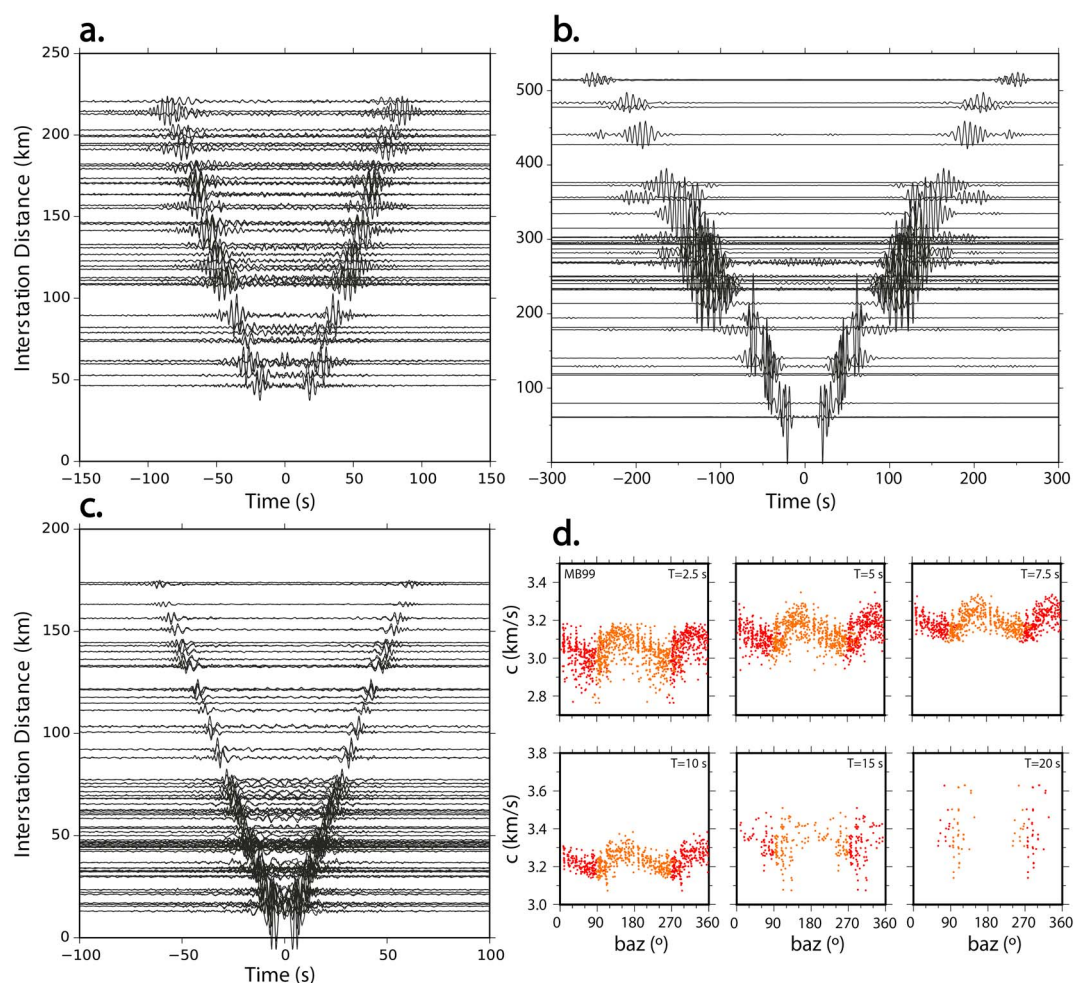 a.
250
200
150
100
50
0
Interstation Distance (km)
−150 −100 −50 0 50 100 150
Time (s)
b.
500
400
300
200
100
−300 −200 −100 0 100 200 300
Time (s)
c.
200
150
100
50
0
Interstation Distance (km)
−100 −50 0 50 100
Time (s)
d.
MB99 T=2.5 s T=5 s T=7.5 s
3.4
3.2
3.0
2.8
c (km/s)
T=10 s T=15 s T=20 s
3.8
3.6
3.4
3.2
3.0
c (km/s)
0 90 180 270 360 0 90 180 270 360 0 90 180 270 360
baz (º) baz (º) baz (º)